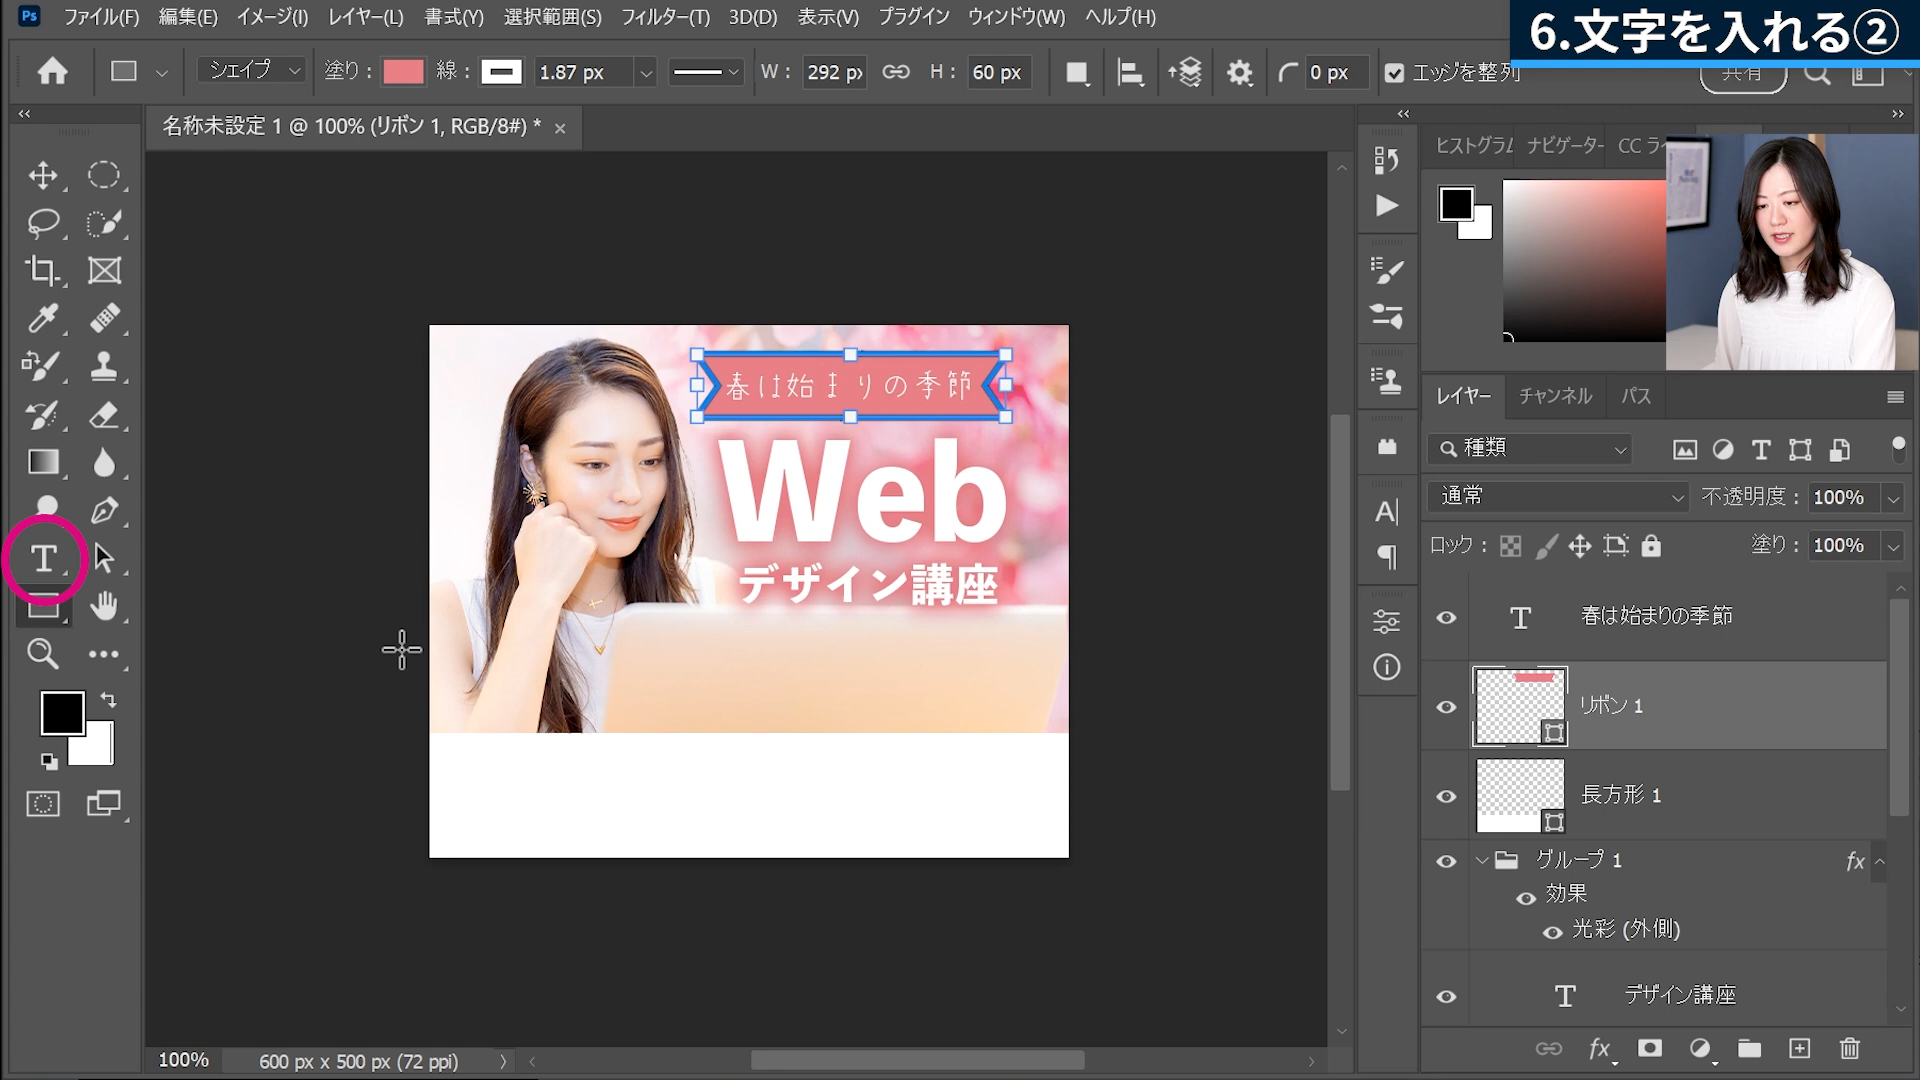 Ps ファイル(F) 編集(E) イメージ(I) レイヤー(L) 書式(Y) 選択範囲(S) フィルター(T) 3D(D) 表示(V) プラグイン ウィンドウ(W) ヘルプ(H)
6.文字を入れる②
シェイプ 塗り: 線: 1.87 px W: 292 px H: 60 px 0 px エッジを整列 共有
名称未設定 1 @ 100% (リボン 1, RGB/8#) * ×
ヒストグラム ナビゲーター CC ラ
春は始まりの季節
Web
デザイン講座
レイヤー チャンネル パス
種類
通常 不透明度: 100%
ロック: 塗り: 100%
T 春は始まりの季節
リボン 1
長方形 1
グループ 1 fx
効果
光彩 (外側)
T デザイン講座
fx
100% 600 px x 500 px (72 ppi)